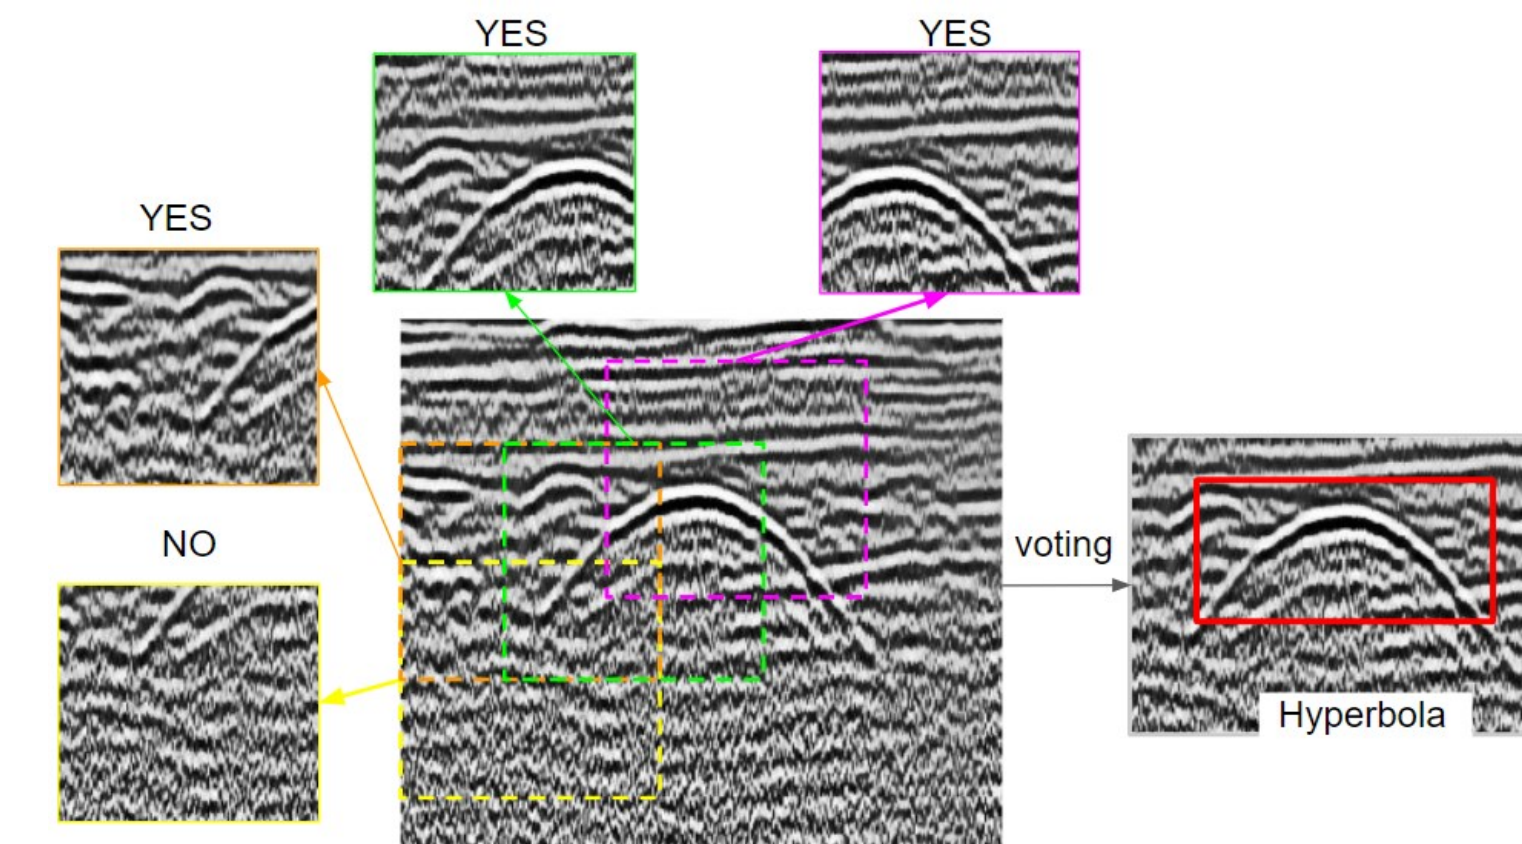 YES
YES
YES
NO
voting
Hyperbola